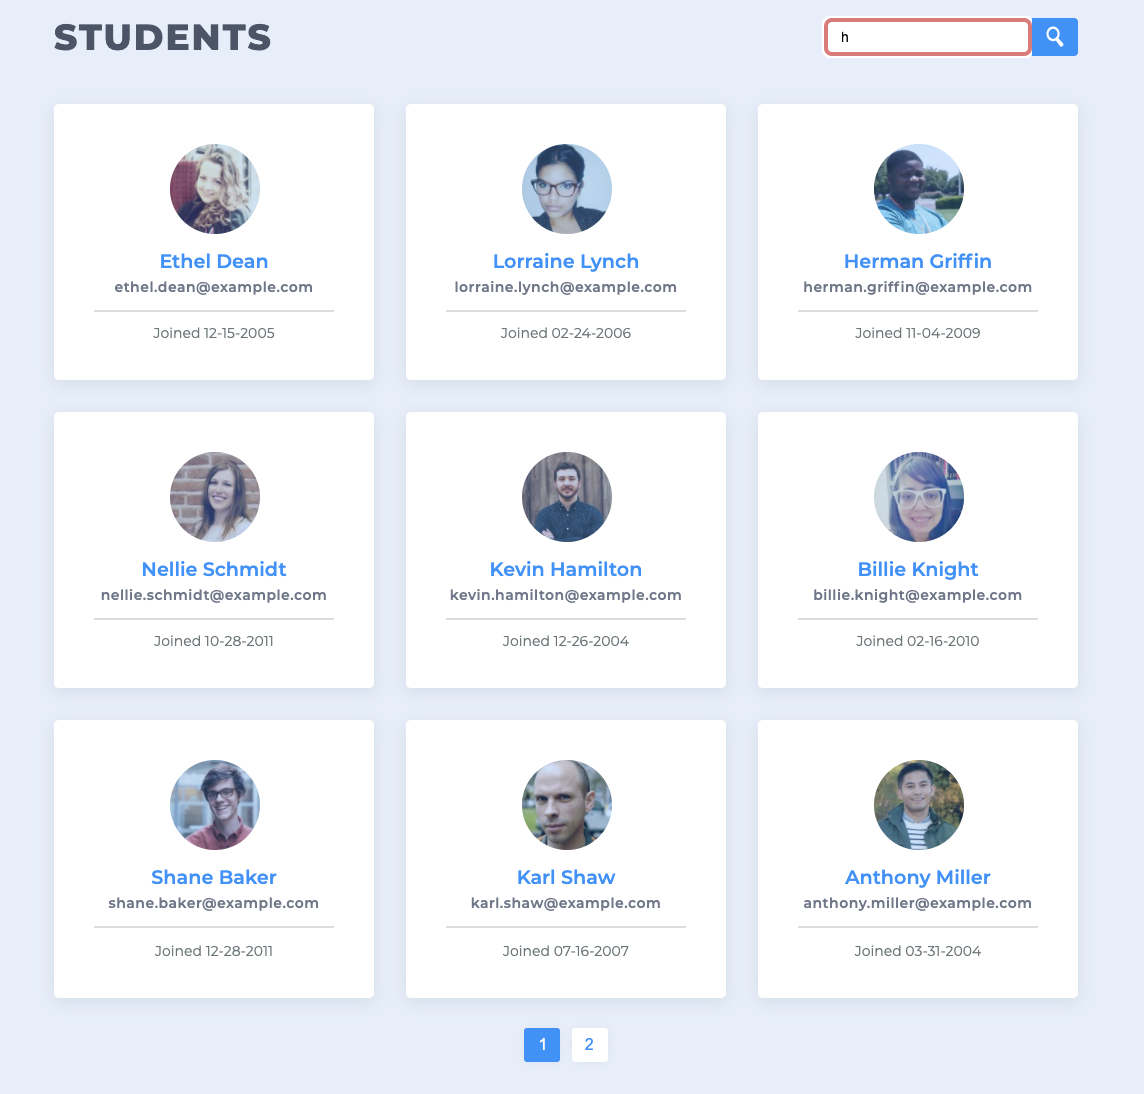 STUDENTS
h
Ethel Dean
ethel.dean@example.com
Joined 12-15-2005
Lorraine Lynch
lorraine.lynch@example.com
Joined 02-24-2006
Herman Griffin
herman.griffin@example.com
Joined 11-04-2009
Nellie Schmidt
nellie.schmidt@example.com
Joined 10-28-2011
Kevin Hamilton
kevin.hamilton@example.com
Joined 12-26-2004
Billie Knight
billie.knight@example.com
Joined 02-16-2010
Shane Baker
shane.baker@example.com
Joined 12-28-2011
Karl Shaw
karl.shaw@example.com
Joined 07-16-2007
Anthony Miller
anthony.miller@example.com
Joined 03-31-2004
1 2